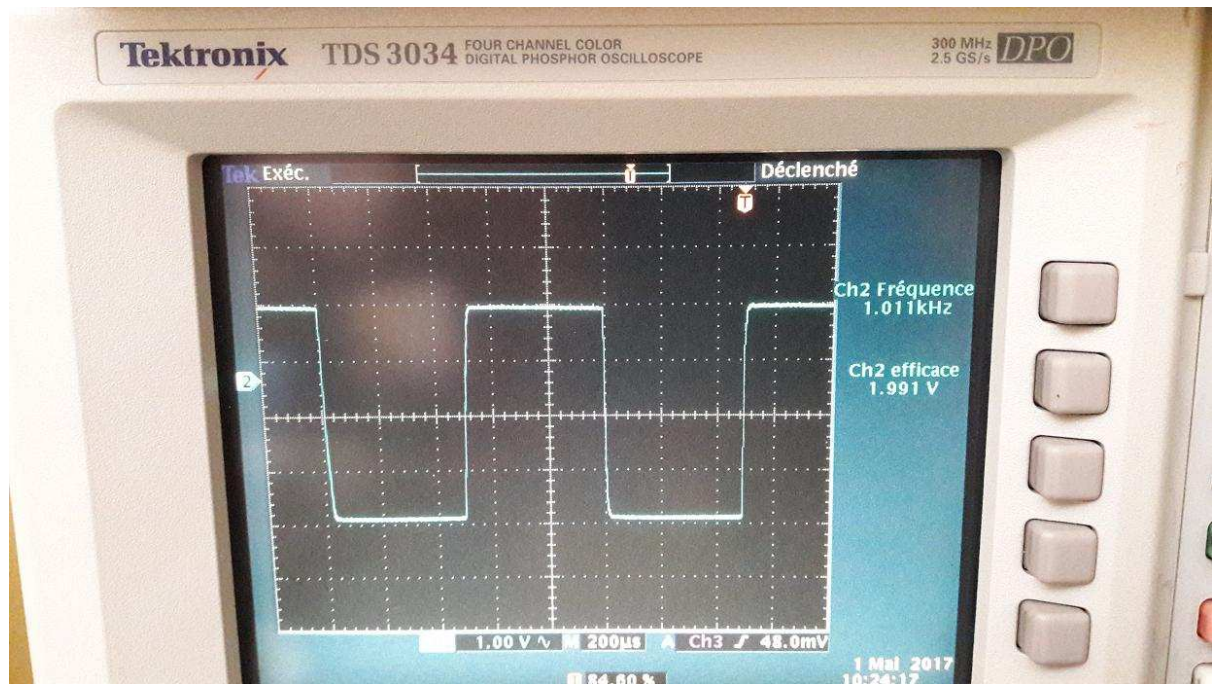 Tektronix TDS 3034 FOUR CHANNEL COLOR
DIGITAL PHOSPHOR OSCILLOSCOPE
300 MHz
2.5 GS/s DPO
Tek Exéc.
Déclenché
T
T
Ch2 Fréquence
1.011kHz
2
Ch2 efficace
1.991 V
1.00 V ∿ M 200µs A Ch3 ƒ 48.0mV
1 Mai 2017
10:24:17
84.60 %